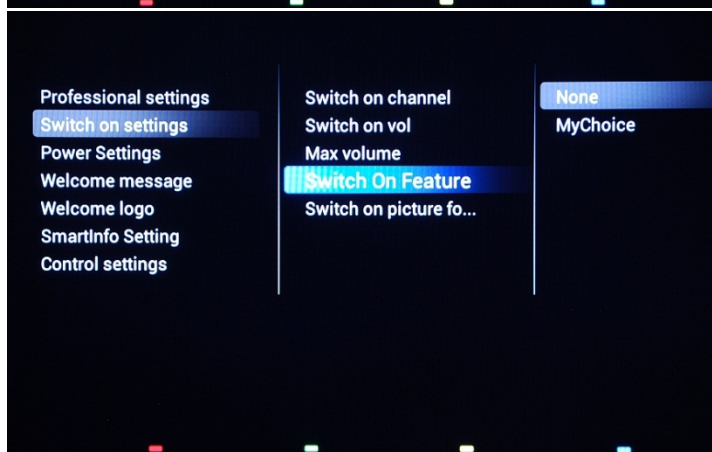 Professional settings
Switch on settings
Power Settings
Welcome message
Welcome logo
SmartInfo Setting
Control settings
Switch on channel
Switch on vol
Max volume
Switch On Feature
Switch on picture fo...
None
MyChoice